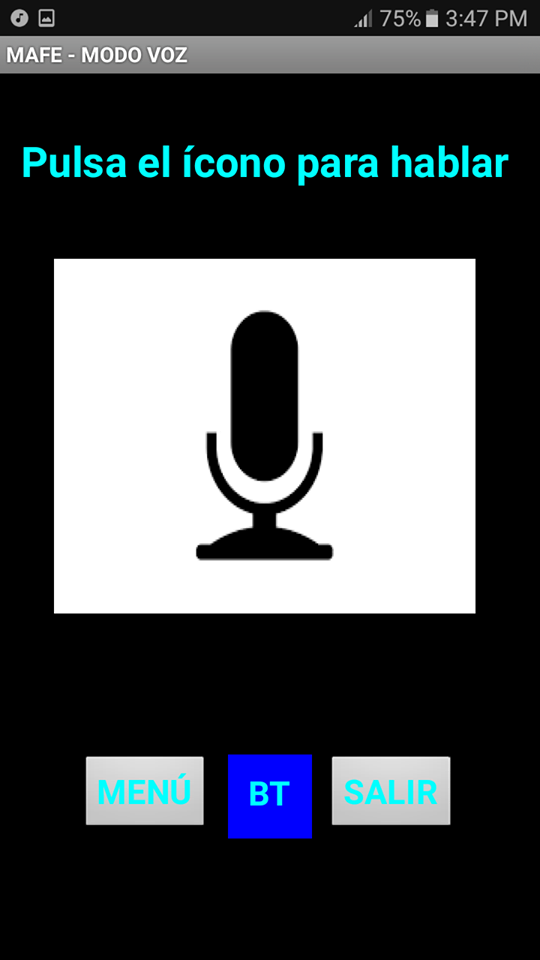 75% 3:47 PM
MAFE - MODO VOZ
Pulsa el ícono para hablar
MENÚ BT SALIR